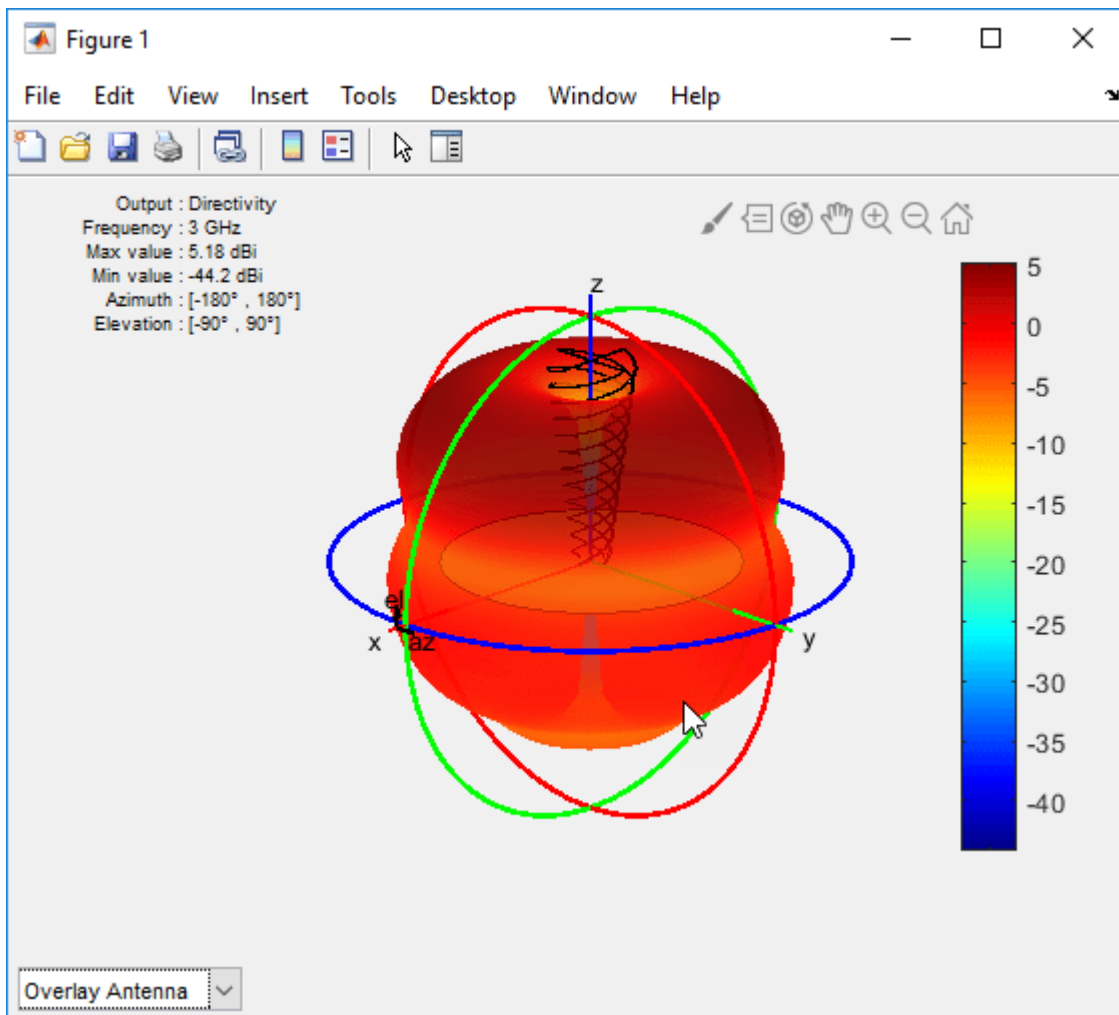 Figure 1
File Edit View Insert Tools Desktop Window Help
Output : Directivity
Frequency : 3 GHz
Max value : 5.18 dBi
Min value : -44.2 dBi
Azimuth : [-180° , 180°]
Elevation : [-90° , 90°]
z
el
az
x
y
5
0
-5
-10
-15
-20
-25
-30
-35
-40
Overlay Antenna